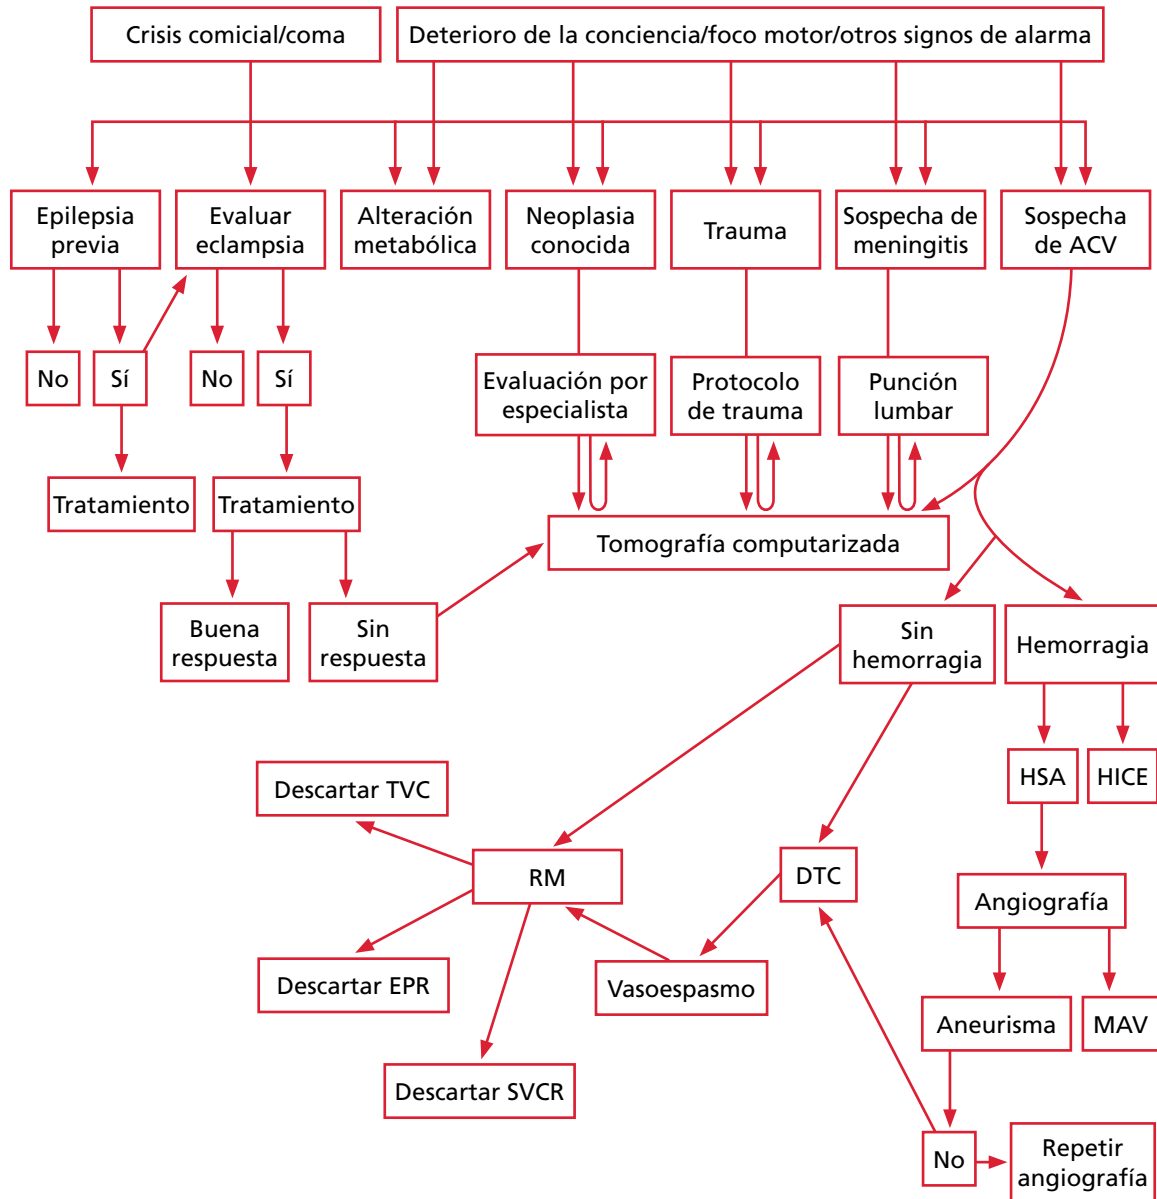 Crisis comicial/coma
Deterioro de la conciencia/foco motor/otros signos de alarma
Epilepsia
previa
Evaluar
eclampsia
Alteración
metabólica
Neoplasia
conocida
Trauma
Sospecha de
meningitis
Sospecha
de ACV
No
Sí
No
Sí
Evaluación por
especialista
Protocolo
de trauma
Punción
lumbar
Tratamiento
Tratamiento
Tomografía computarizada
Buena
respuesta
Sin
respuesta
Sin
hemorragia
Hemorragia
Descartar TVC
HSA
HICE
RM
DTC
Angiografía
Descartar EPR
Vasoespasmo
Aneurisma
MAV
Descartar SVCR
No
Repetir
angiografía